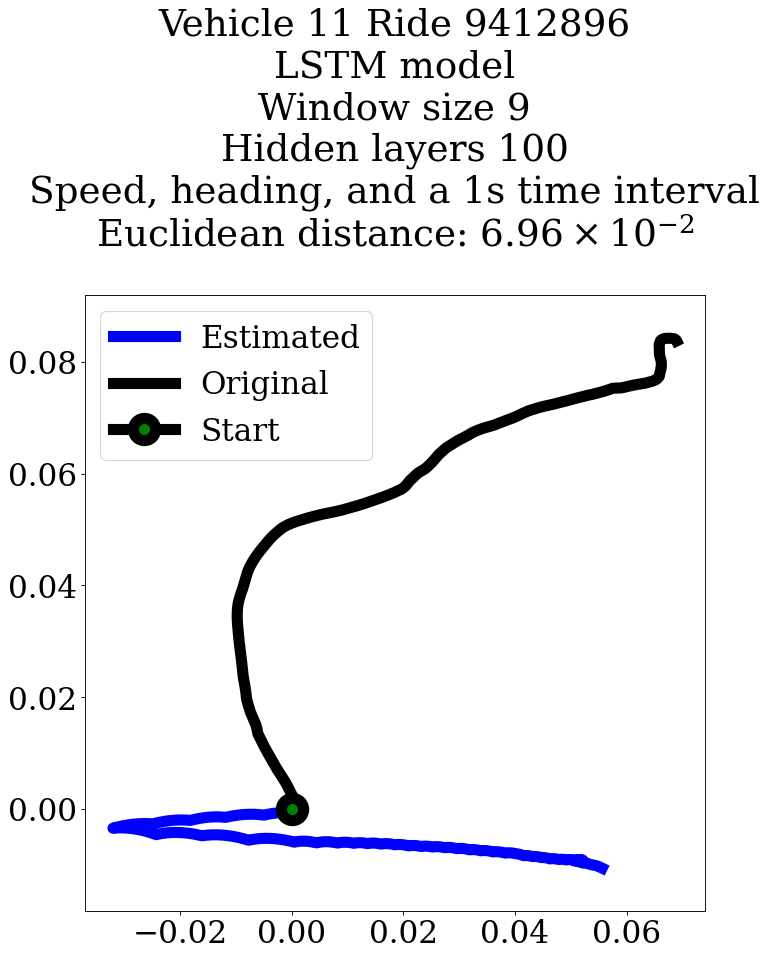 Vehicle 11 Ride 9412896
LSTM model
Window size 9
Hidden layers 100
Speed, heading, and a 1s time interval
Euclidean distance: 6.96 × 10⁻²
Estimated
Original
Start
0.08
0.06
0.04
0.02
0.00
−0.02 0.00 0.02 0.04 0.06